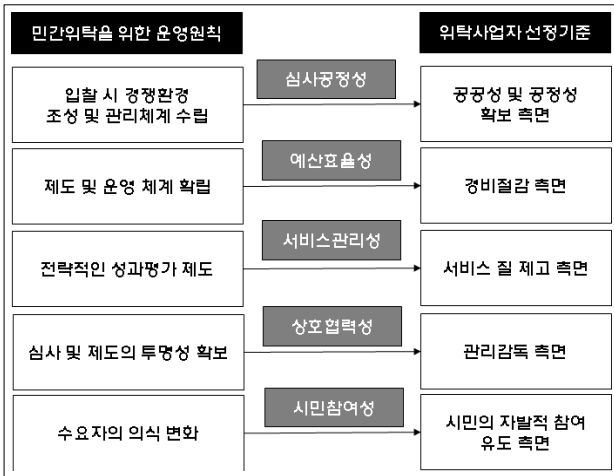 민간위탁을 위한 운영원칙
위탁사업자 선정기준
심사공정성
입찰 시 경쟁환경
조성 및 관리체계 수립
공공성 및 공정성
확보 측면
예산효율성
제도 및 운영 체계 확립
경비절감 측면
서비스관리성
전략적인 성과평가 제도
서비스 질 제고 측면
상호협력성
심사 및 제도의 투명성 확보
관리감독 측면
시민참여성
수요자의 의식 변화
시민의 자발적 참여
유도 측면